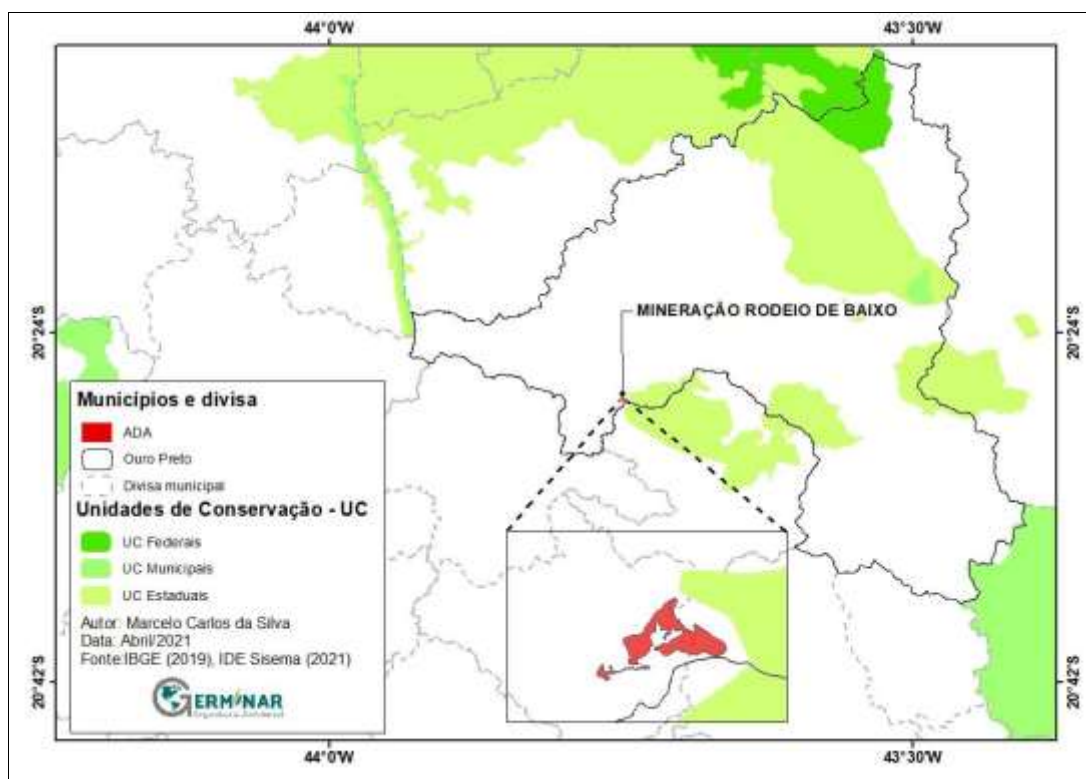 44°0'W
43°30'W
20°24'S
20°24'S
MINERAÇÃO RODEIO DE BAIXO
Municípios e divisa
ADA
Ouro Preto
Divisa municipal
Unidades de Conservação - UC
UC Federais
UC Municipais
UC Estaduais
Autor: Marcelo Carlos da Silva
Data: Abril/2021
Fonte:IBGE (2019), IDE Sisema (2021)
GERMINAR
Engenharia Ambiental
20°42'S
20°42'S
44°0'W
43°30'W